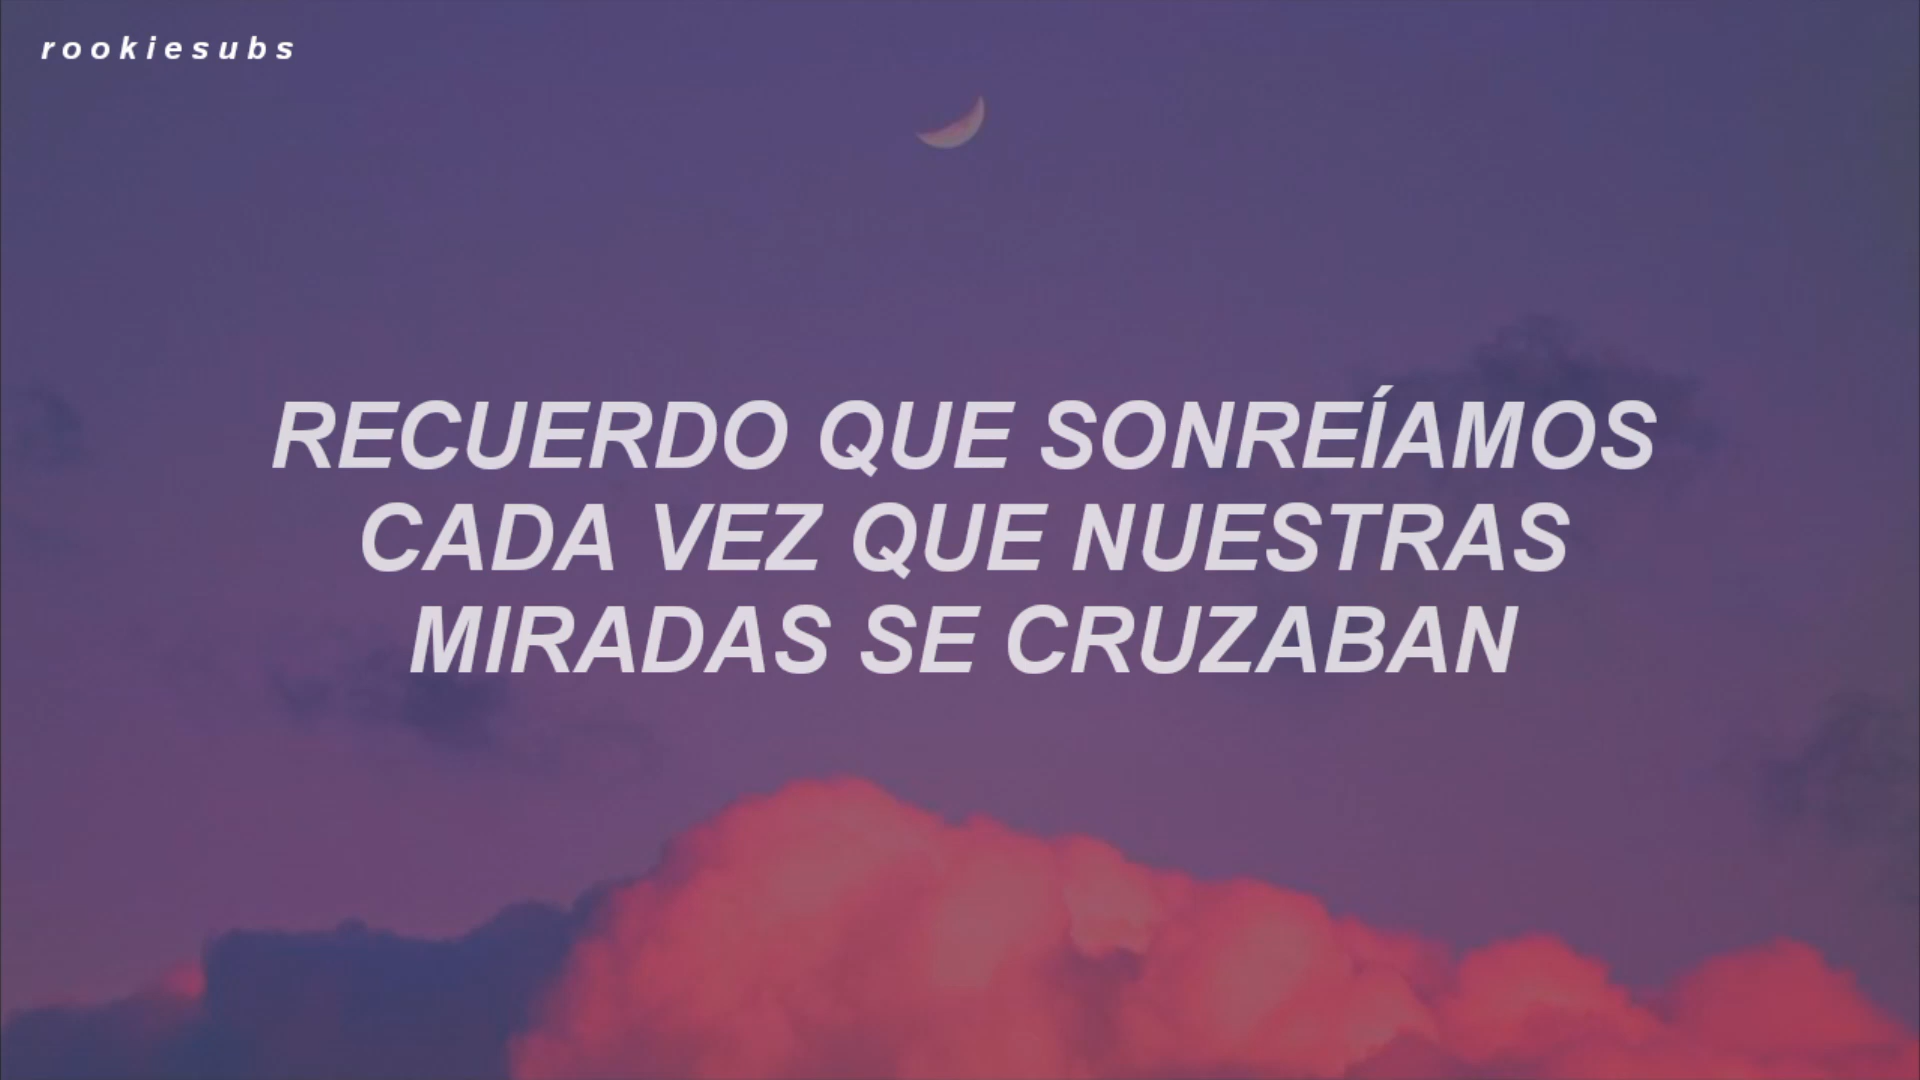 rookiesubs
RECUERDO QUE SONREÍAMOS
CADA VEZ QUE NUESTRAS
MIRADAS SE CRUZABAN